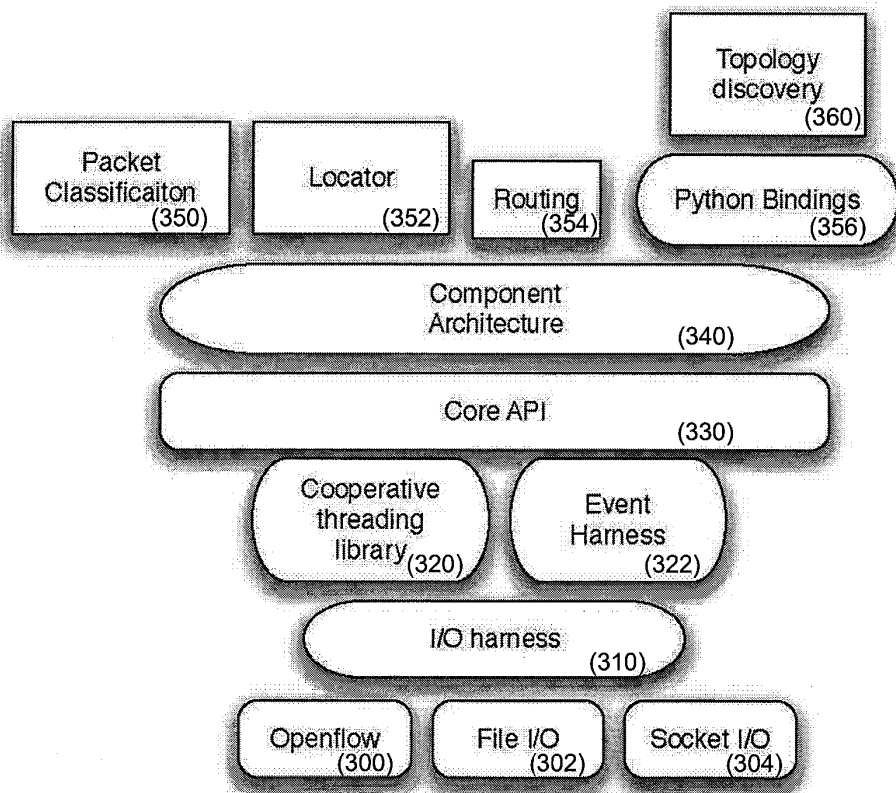 Topology
discovery
(360)
Packet
Classificaiton
(350)
Locator
(352)
Routing
(354)
Python Bindings
(356)
Component
Architecture
(340)
Core API
(330)
Cooperative
threading
library
(320)
Event
Harness
(322)
I/O harness
(310)
Openflow
(300)
File I/O
(302)
Socket I/O
(304)